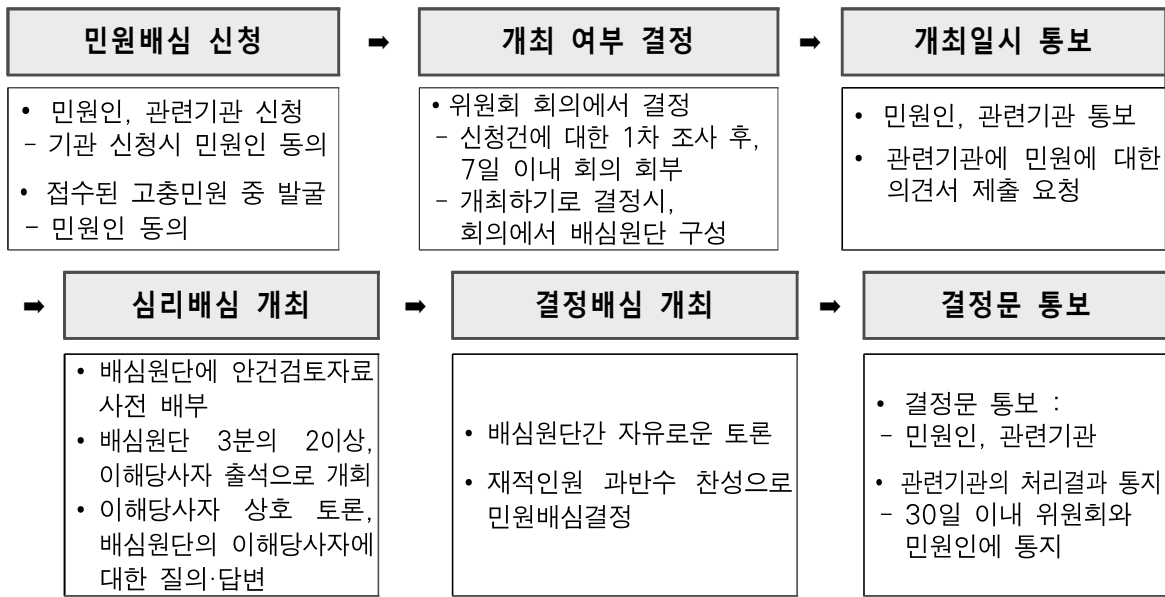 민원배심 신청
➡
개최 여부 결정
➡
개최일시 통보
• 민원인, 관련기관 신청
- 기관 신청시 민원인 동의
• 접수된 고충민원 중 발굴
- 민원인 동의
• 위원회 회의에서 결정
- 신청건에 대한 1차 조사 후,
7일 이내 회의 회부
- 개최하기로 결정시,
회의에서 배심원단 구성
• 민원인, 관련기관 통보
• 관련기관에 민원에 대한
의견서 제출 요청
➡
심리배심 개최
➡
결정배심 개최
➡
결정문 통보
• 배심원단에 안건검토자료
사전 배부
• 배심원단 3분의 2이상,
이해당사자 출석으로 개회
• 이해당사자 상호 토론,
배심원단의 이해당사자에
대한 질의·답변
• 배심원단간 자유로운 토론
• 재적인원 과반수 찬성으로
민원배심결정
• 결정문 통보 :
- 민원인, 관련기관
• 관련기관의 처리결과 통지
- 30일 이내 위원회와
민원인에 통지